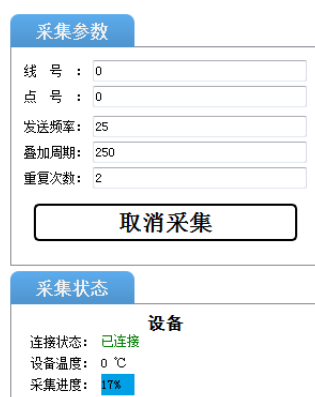 采集参数
线 号 : 0
点 号 : 0
发送频率: 25
叠加周期: 250
重复次数: 2
取消采集
采集状态
设备
连接状态: 已连接
设备温度: 0 ℃
采集进度: 17%